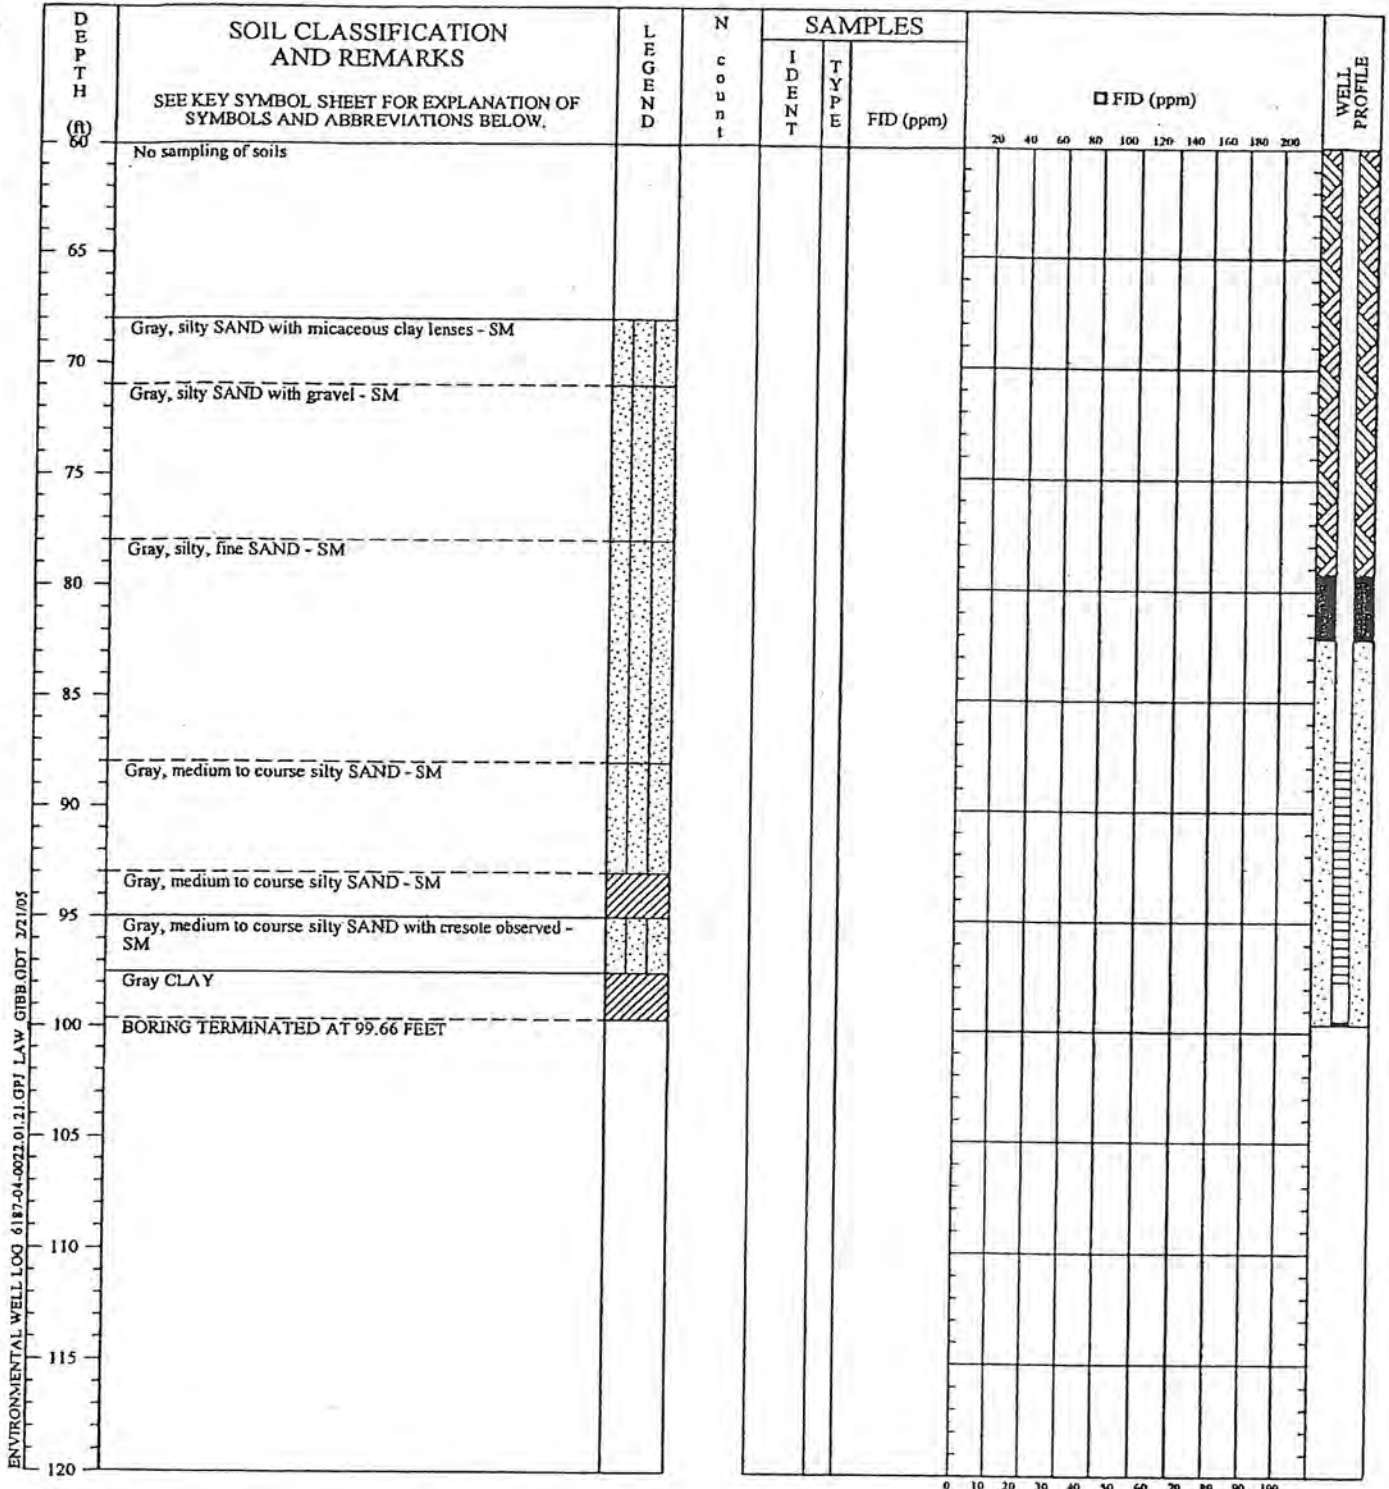 DEPTH
(ft)
SOIL CLASSIFICATION
AND REMARKS
SEE KEY SYMBOL SHEET FOR EXPLANATION OF
SYMBOLS AND ABBREVIATIONS BELOW.
LEGEND
N count
SAMPLES
IDENT
TYPE
FID (ppm)
FID (ppm)
20 40 60 80 100 120 140 160 180 200
WELL
PROFILE
60
No sampling of soils
65
Gray, silty SAND with micaceous clay lenses - SM
70
Gray, silty SAND with gravel - SM
75
Gray, silty, fine SAND - SM
80
85
Gray, medium to course silty SAND - SM
90
Gray, medium to course silty SAND - SM
95
Gray, medium to course silty SAND with cresote observed -
SM
Gray CLAY
100
BORING TERMINATED AT 99.66 FEET
105
110
115
120
0 10 20 30 40 50 60 70 80 90 100
ENVIRONMENTAL WELL LOG 6187-04-0022.01.21.GPJ LAW_GIBB.GDT 2/21/05